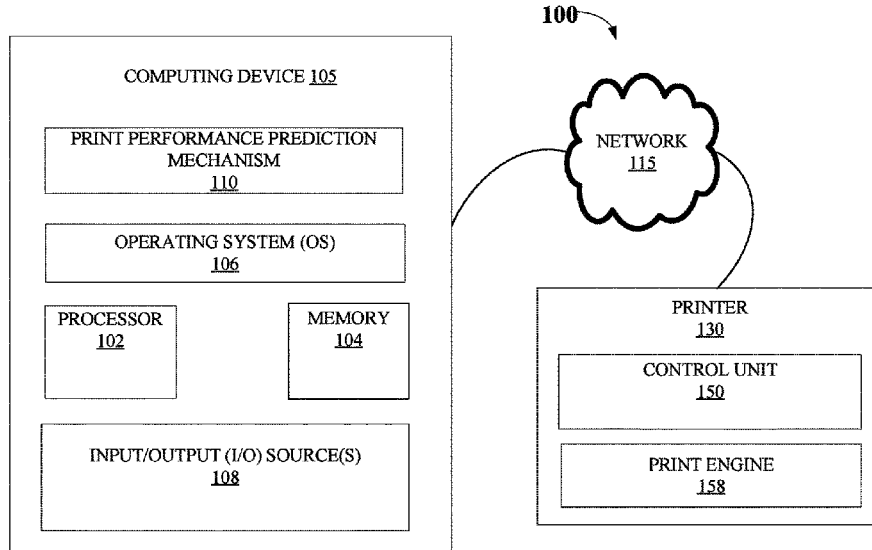 100
COMPUTING DEVICE 105
PRINT PERFORMANCE PREDICTION
MECHANISM
110
OPERATING SYSTEM (OS)
106
PROCESSOR
102
MEMORY
104
INPUT/OUTPUT (I/O) SOURCE(S)
108
NETWORK
115
PRINTER
130
CONTROL UNIT
150
PRINT ENGINE
158